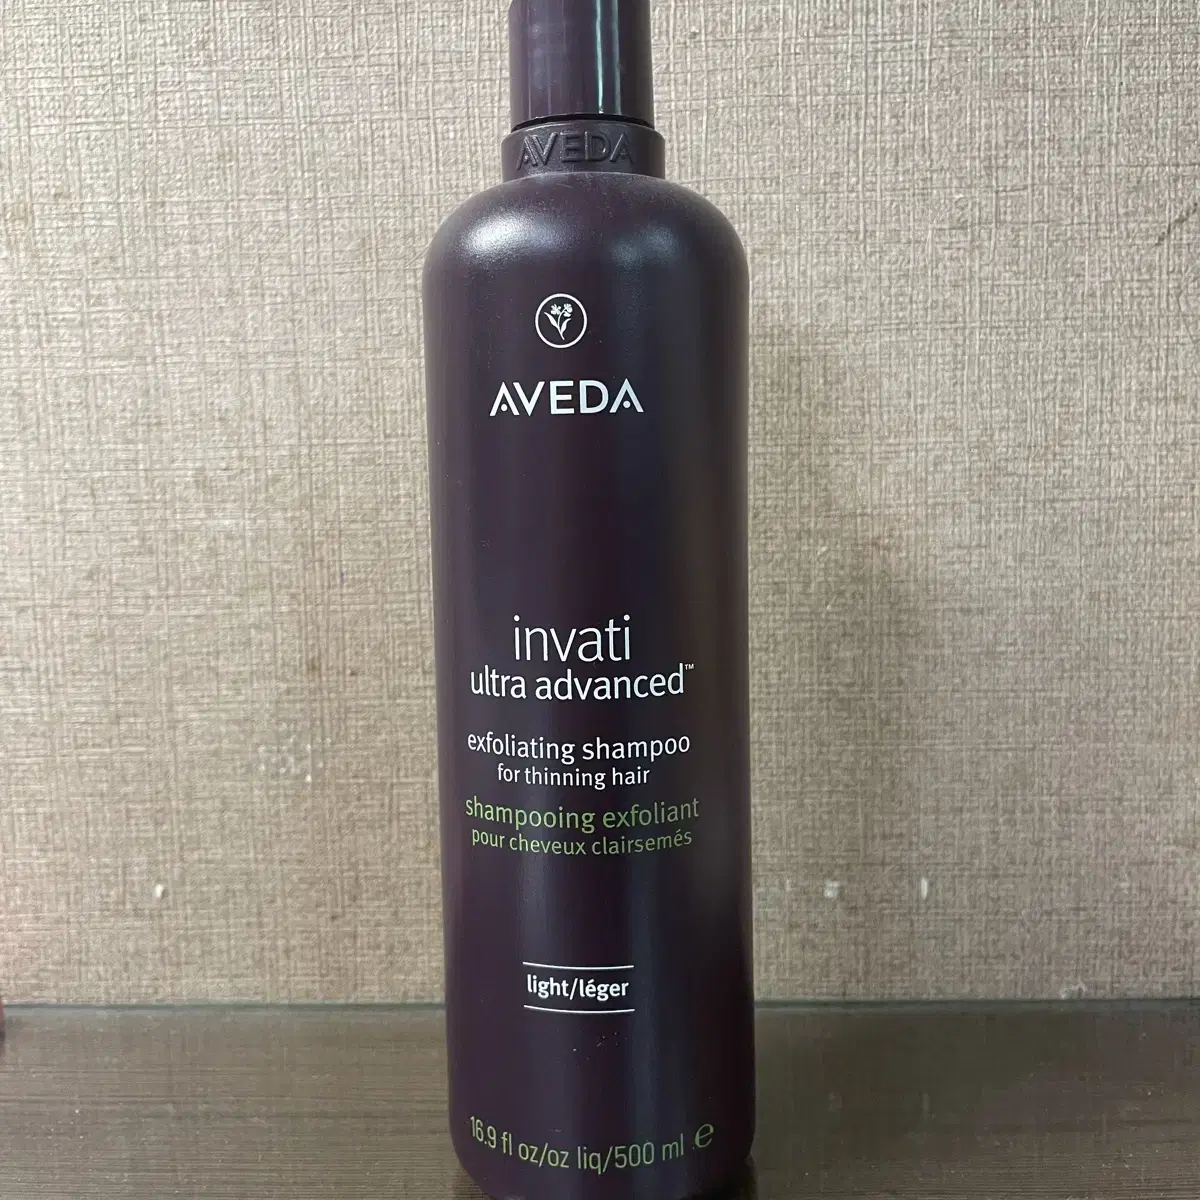 AVEDA
AVEDA
invati
ultra advanced™
exfoliating shampoo
for thinning hair
shampooing exfoliant
pour cheveux clairsemés
light/léger
16.9 fl oz/oz liq/500 ml ℮